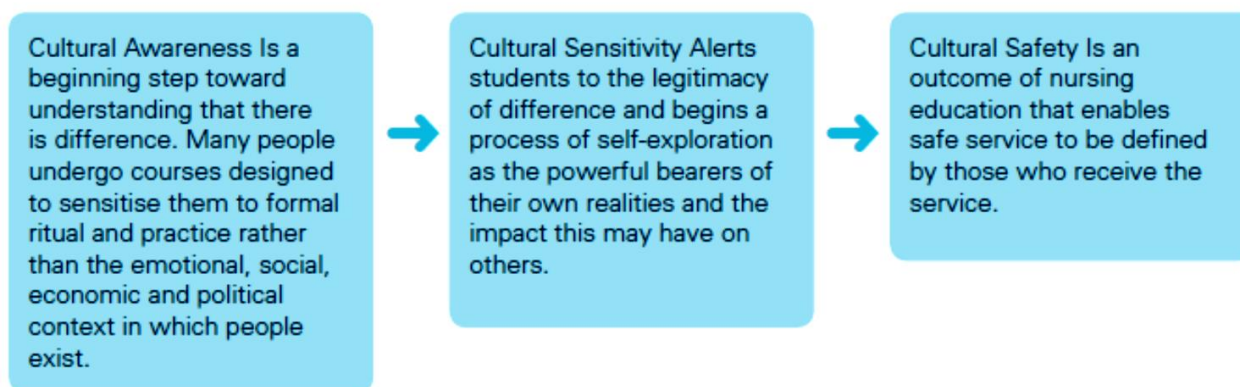 Cultural Awareness Is a
beginning step toward
understanding that there
is difference. Many people
undergo courses designed
to sensitise them to formal
ritual and practice rather
than the emotional, social,
economic and political
context in which people
exist.
Cultural Sensitivity Alerts
students to the legitimacy
of difference and begins a
process of self-exploration
as the powerful bearers of
their own realities and the
impact this may have on
others.
Cultural Safety Is an
outcome of nursing
education that enables
safe service to be defined
by those who receive the
service.